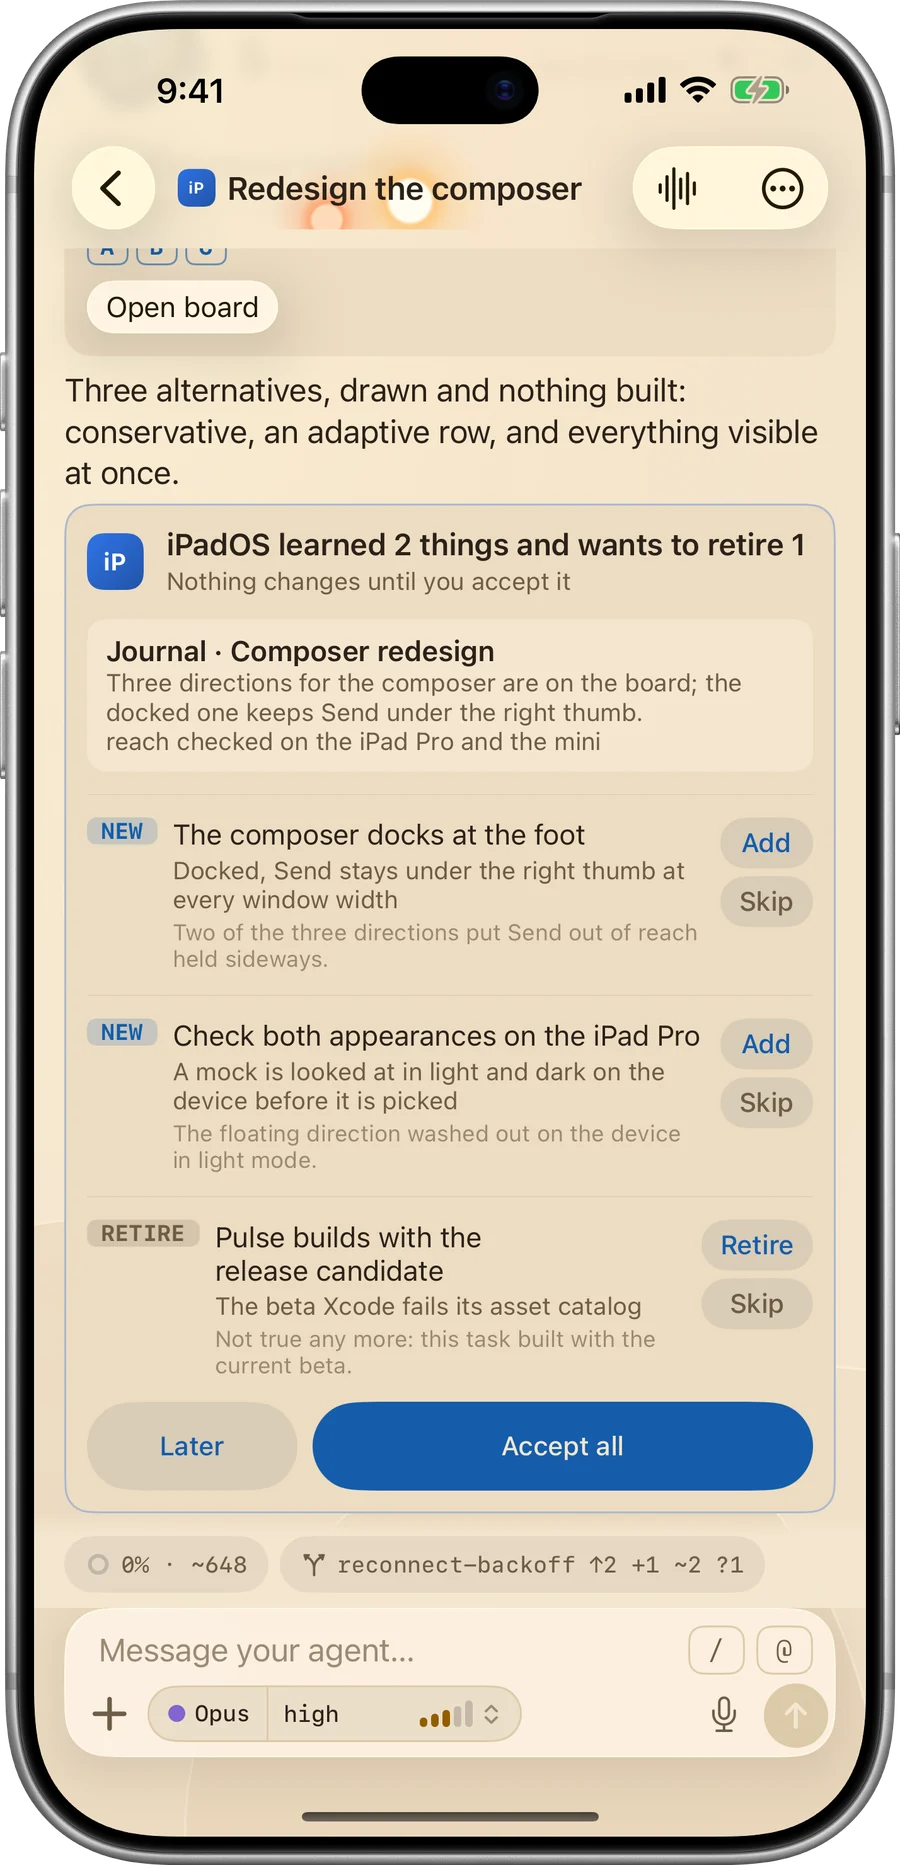 9:41
iP Redesign the composer
A B C
Open board
Three alternatives, drawn and nothing built:
conservative, an adaptive row, and everything visible
at once.
iP
iPadOS learned 2 things and wants to retire 1
Nothing changes until you accept it
Journal · Composer redesign
Three directions for the composer are on the board; the
docked one keeps Send under the right thumb.
reach checked on the iPad Pro and the mini
NEW
The composer docks at the foot
Docked, Send stays under the right thumb at
every window width
Two of the three directions put Send out of reach
held sideways.
Add
Skip
NEW
Check both appearances on the iPad Pro
A mock is looked at in light and dark on the
device before it is picked
The floating direction washed out on the device
in light mode.
Add
Skip
RETIRE
Pulse builds with the
release candidate
The beta Xcode fails its asset catalog
Not true any more: this task built with the
current beta.
Retire
Skip
Later
Accept all
0% · ~648
reconnect-backoff ↑2 +1 ~2 ?1
Message your agent...
/ @
Opus high